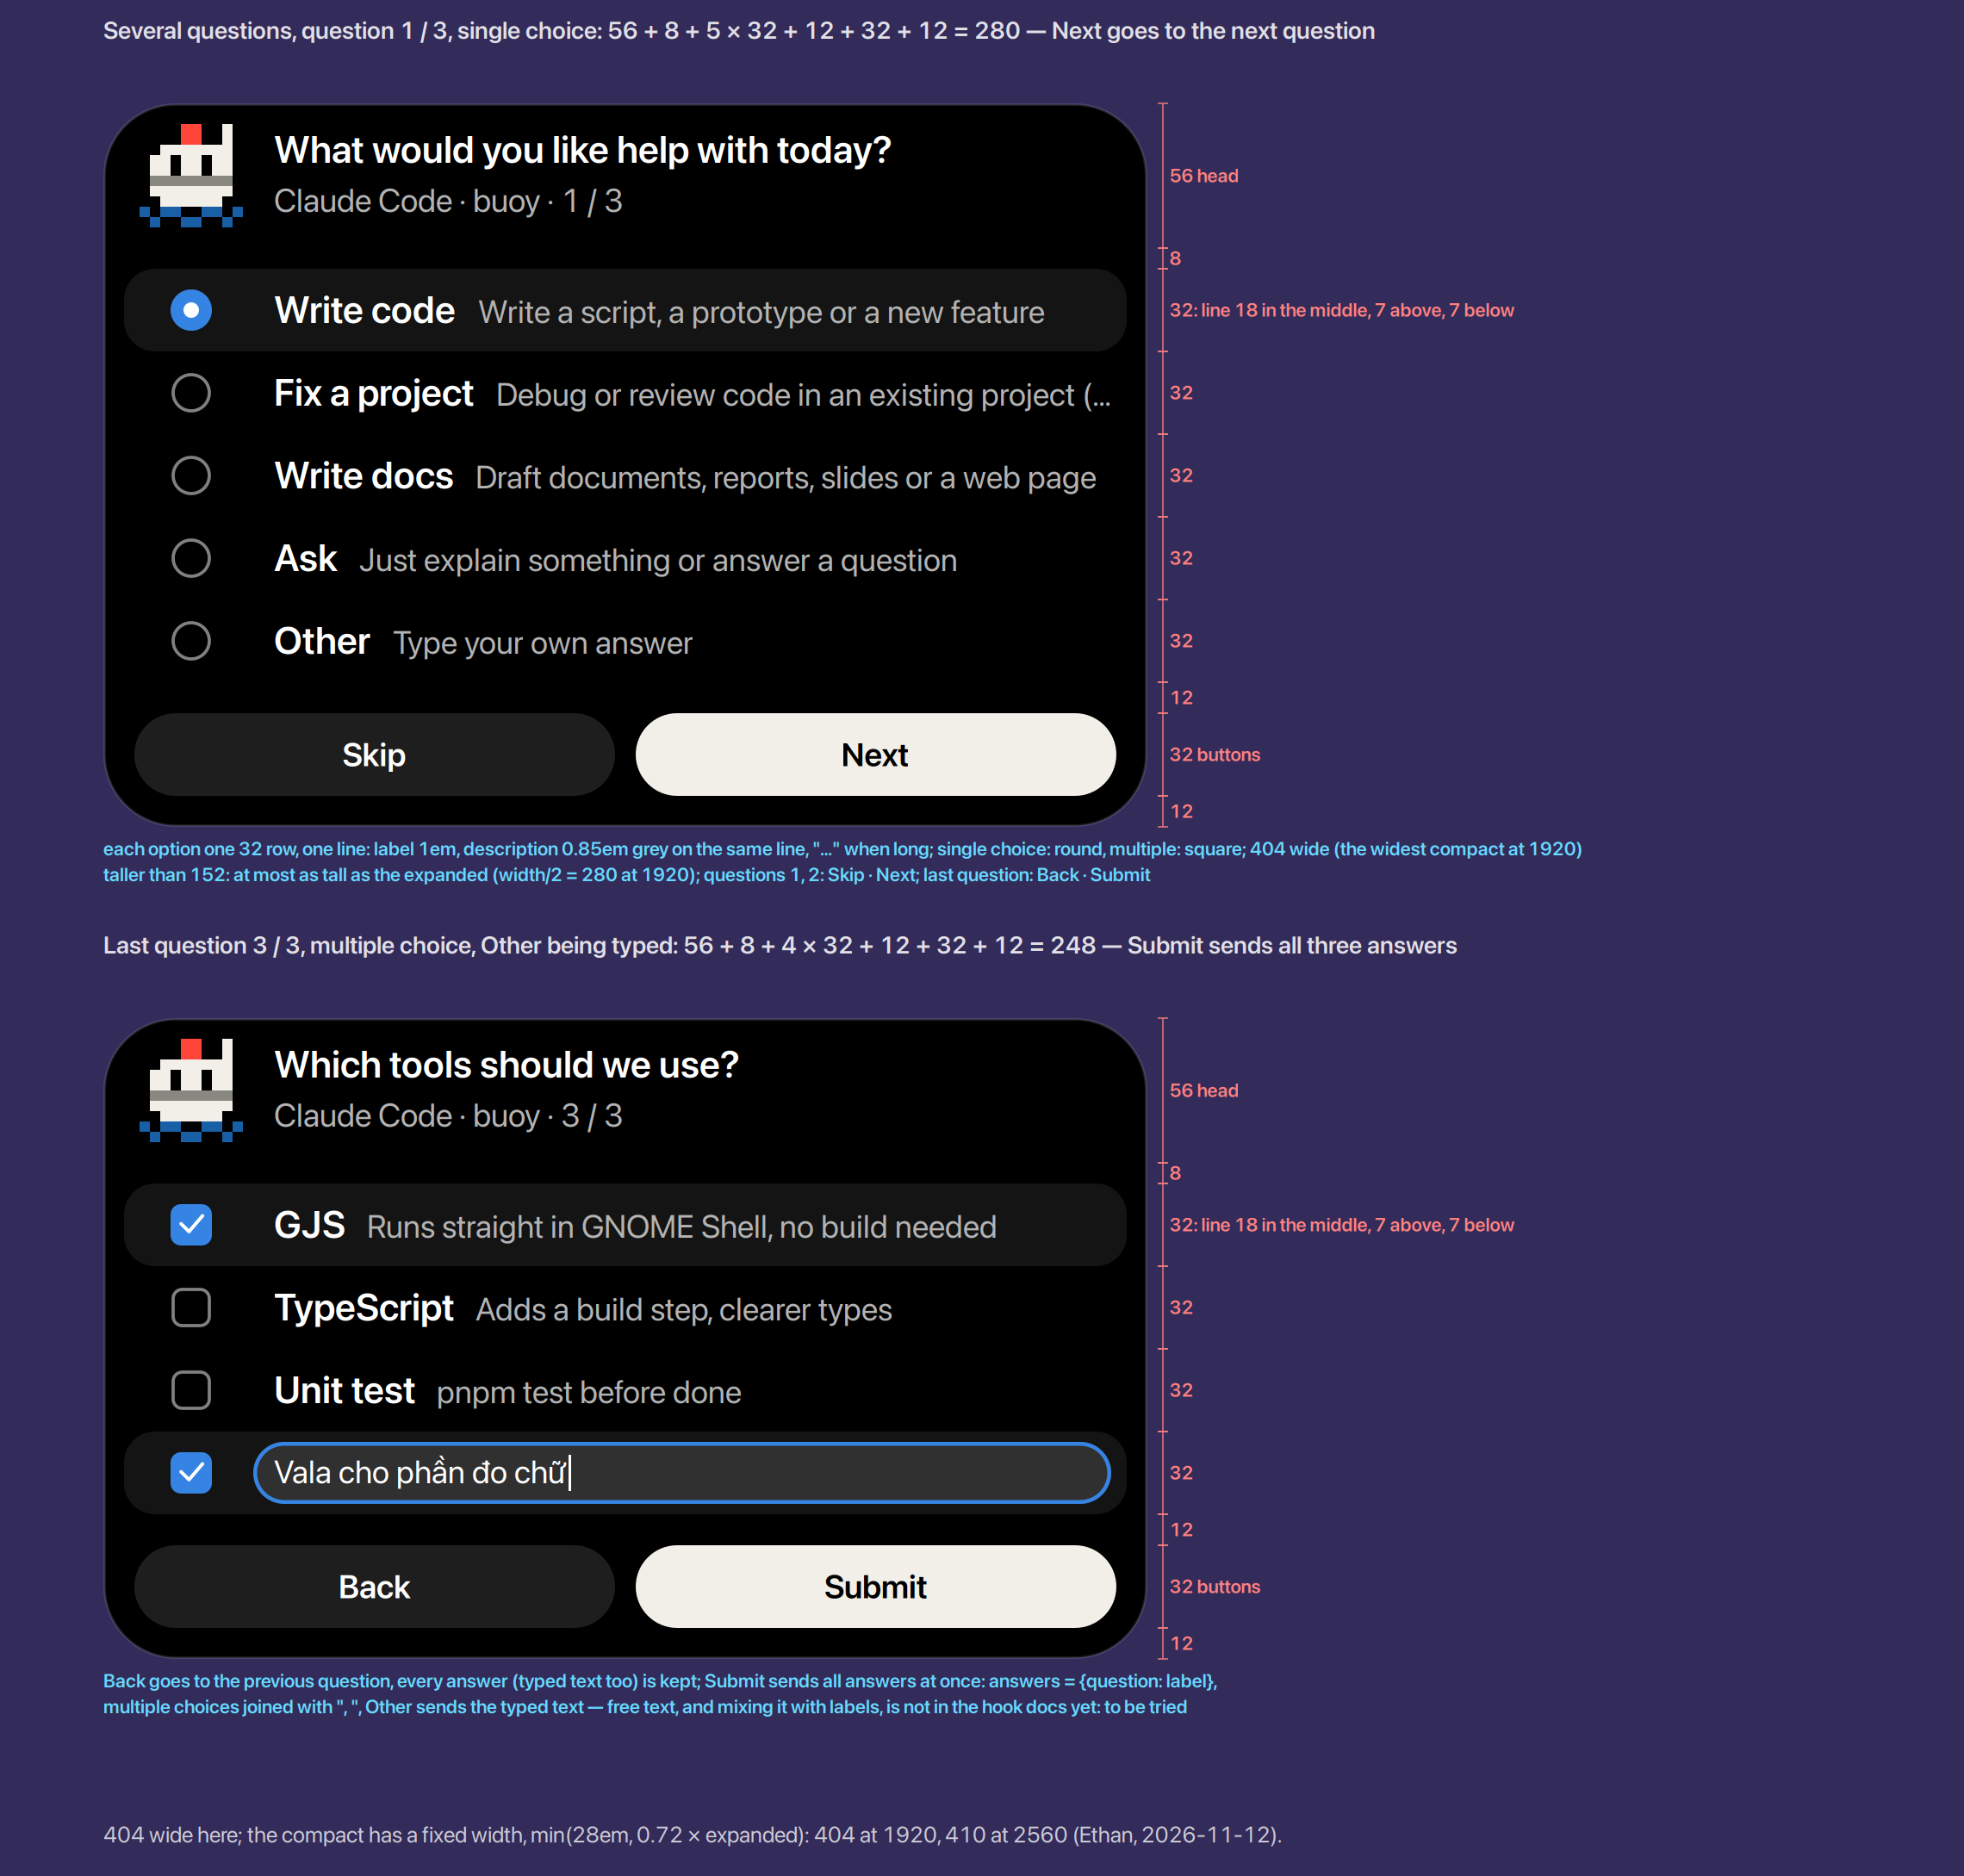 Several questions, question 1 / 3, single choice: 56 + 8 + 5 × 32 + 12 + 32 + 12 = 280 — Next goes to the next question
What would you like help with today?
Claude Code · buoy · 1 / 3
56 head
8
Write code Write a script, a prototype or a new feature
32: line 18 in the middle, 7 above, 7 below
Fix a project Debug or review code in an existing project (...
32
Write docs Draft documents, reports, slides or a web page
32
Ask Just explain something or answer a question
32
Other Type your own answer
32
12
Skip Next
32 buttons
12
each option one 32 row, one line: label 1em, description 0.85em grey on the same line, "..." when long; single choice: round, multiple: square; 404 wide (the widest compact at 1920)
taller than 152: at most as tall as the expanded (width/2 = 280 at 1920); questions 1, 2: Skip · Next; last question: Back · Submit
Last question 3 / 3, multiple choice, Other being typed: 56 + 8 + 4 × 32 + 12 + 32 + 12 = 248 — Submit sends all three answers
Which tools should we use?
Claude Code · buoy · 3 / 3
56 head
8
GJS Runs straight in GNOME Shell, no build needed
32: line 18 in the middle, 7 above, 7 below
TypeScript Adds a build step, clearer types
32
Unit test pnpm test before done
32
Vala cho phần đo chữ
32
12
Back Submit
32 buttons
12
Back goes to the previous question, every answer (typed text too) is kept; Submit sends all answers at once: answers = {question: label},
multiple choices joined with ", ", Other sends the typed text — free text, and mixing it with labels, is not in the hook docs yet: to be tried
404 wide here; the compact has a fixed width, min(28em, 0.72 × expanded): 404 at 1920, 410 at 2560 (Ethan, 2026-11-12).